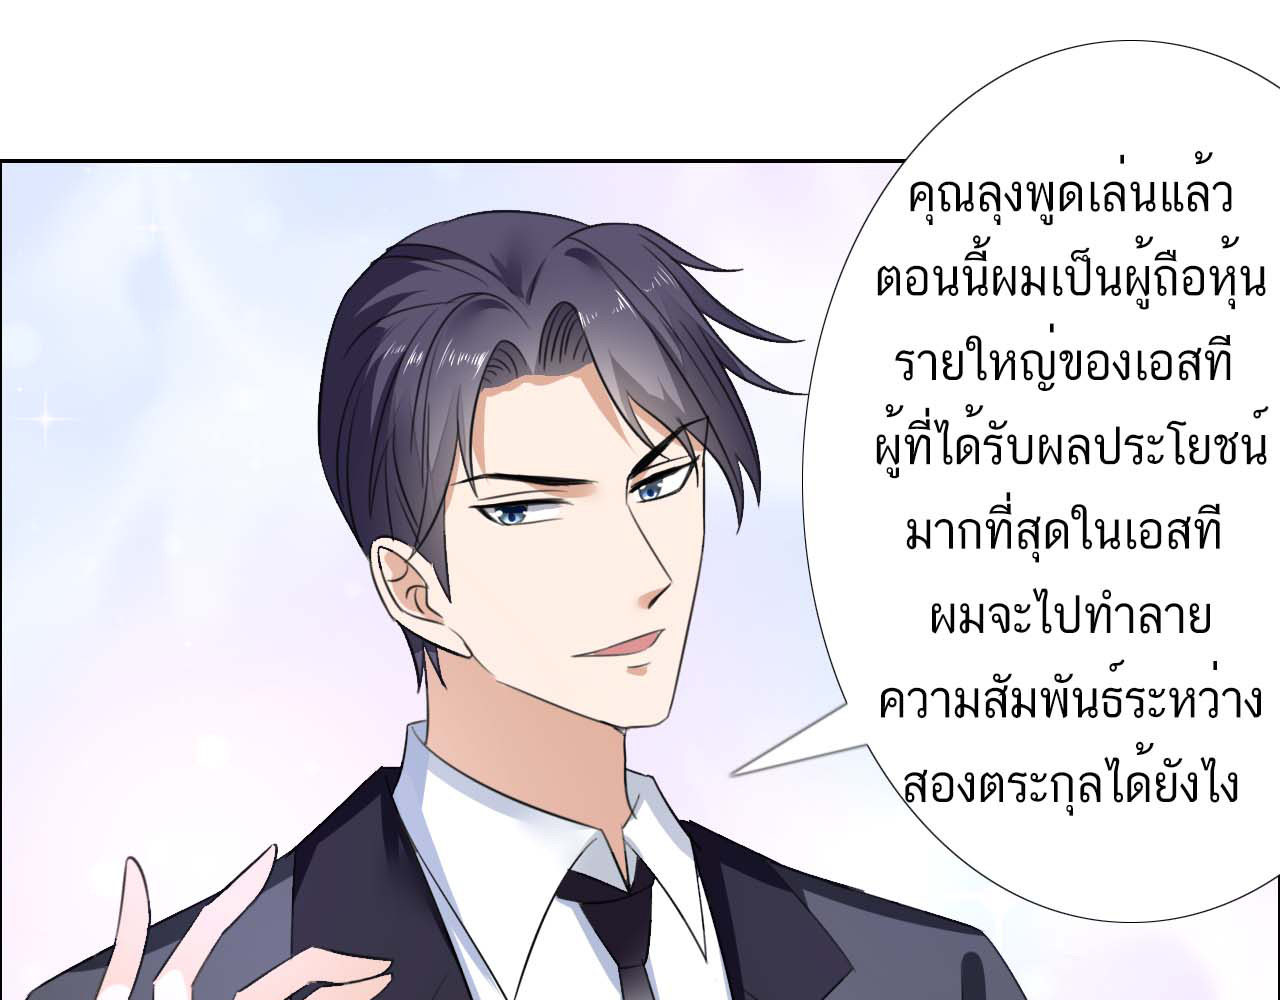 คุณลุงพูดเล่นแล้ว
ตอนนี้ผมเป็นผู้ถือหุ้น
รายใหญ่ของเอสที
ผู้ที่ได้รับผลประโยชน์
มากที่สุดในเอสที
ผมจะไปทำลาย
ความสัมพันธ์ระหว่าง
สองตระกุลได้ยังไง